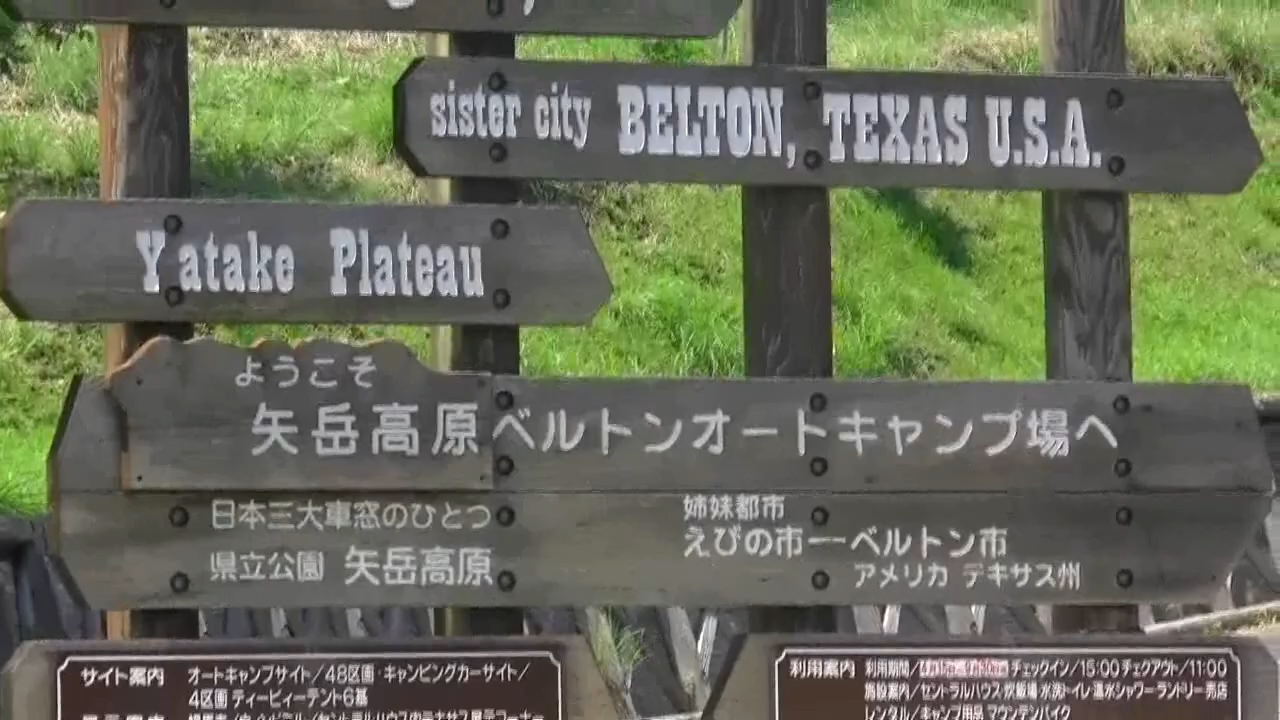 sister city BELTON, TEXAS U.S.A.
Yatake Plateau
ようこそ
矢岳高原ベルトンオートキャンプ場へ
日本三大車窓のひとつ
県立公園 矢岳高原
姉妹都市
えびの市ーベルトン市
アメリカ テキサス州
サイト案内 オートキャンプサイト/48区画・キャンピングカーサイト/
4区画 ティーピィーテント6基
利用案内 利用期間/ チェックイン/15:00 チェクアウト/11:00
施設案内/セントラルハウス 炊飯場 水洗トイレ 温水シャワー ランドリー 売店
レンタル/キャンプ用品 マウンテンバイク